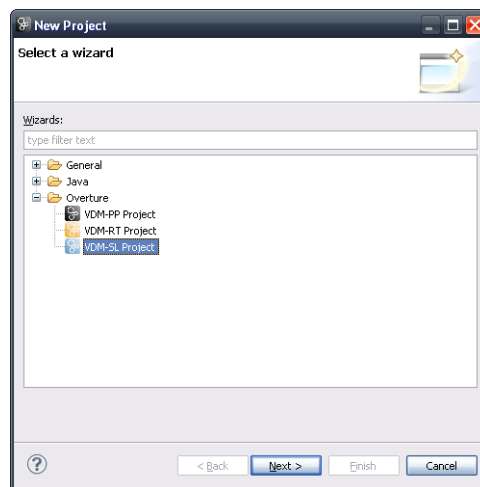 New Project
Select a wizard
Wizards:
type filter text
General
Java
Overture
VDM-PP Project
VDM-RT Project
VDM-SL Project
?
< Back Next > Finish Cancel